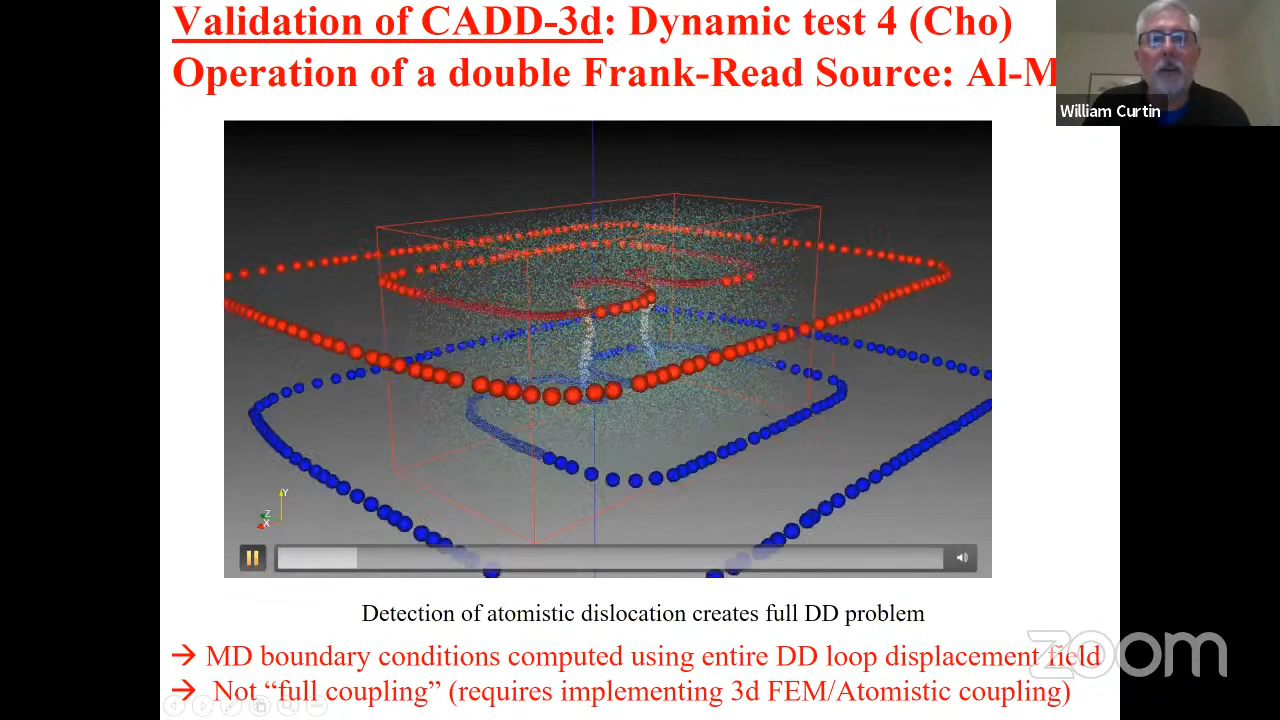 Validation of CADD-3d: Dynamic test 4 (Cho)
Operation of a double Frank-Read Source: Al-M
William Curtin
Y
Z
X
Detection of atomistic dislocation creates full DD problem
→ MD boundary conditions computed using entire DD loop displacement field
→ Not “full coupling” (requires implementing 3d FEM/Atomistic coupling)
zoom